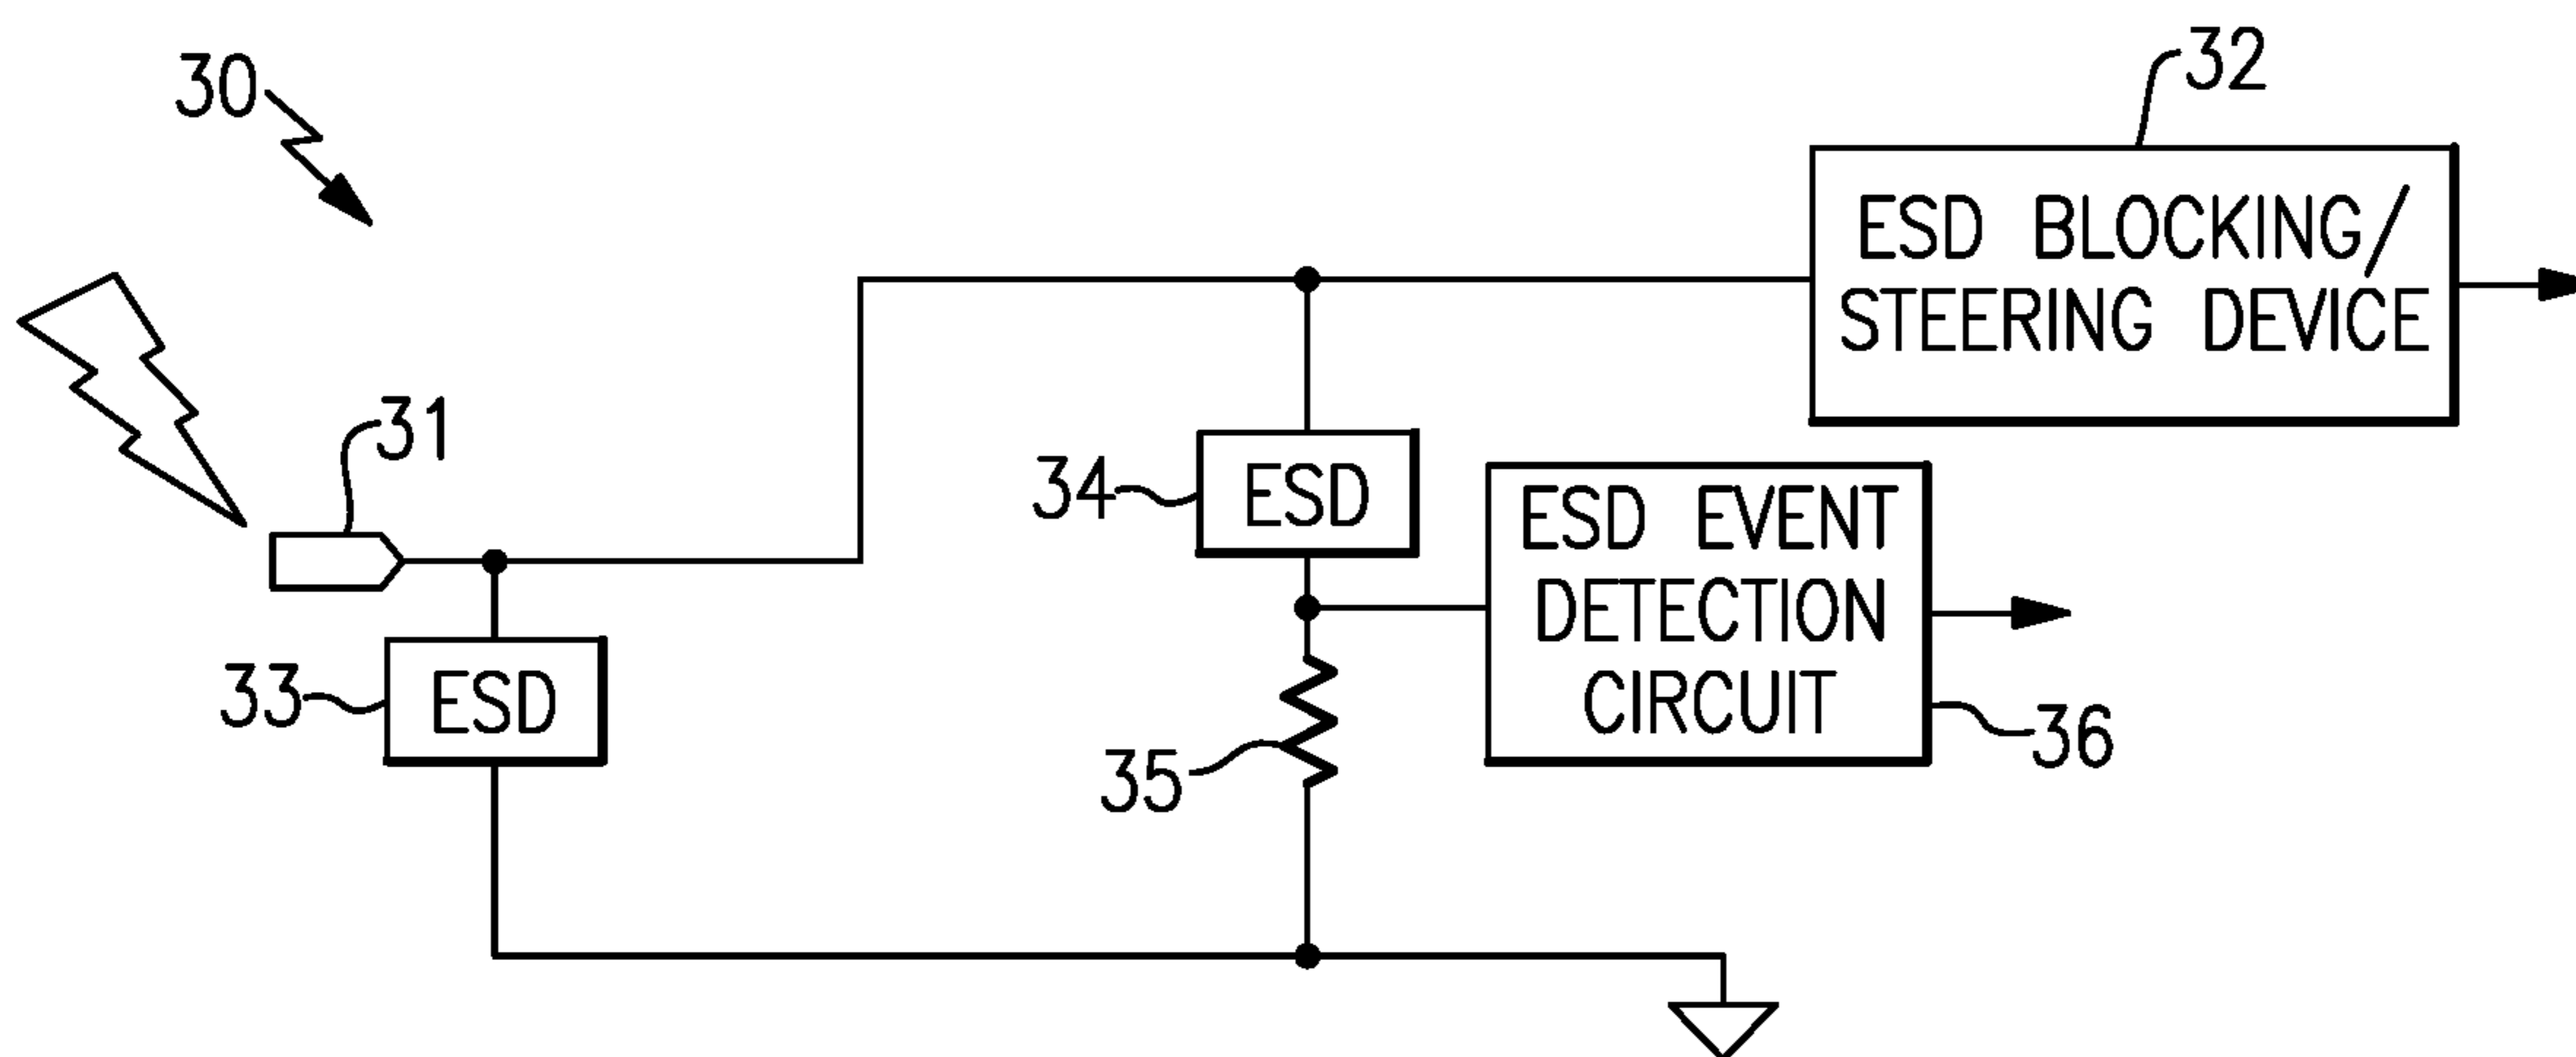 30
32
ESD BLOCKING/
STEERING DEVICE
31
34
ESD
ESD EVENT
DETECTION
CIRCUIT
33
ESD
35
36